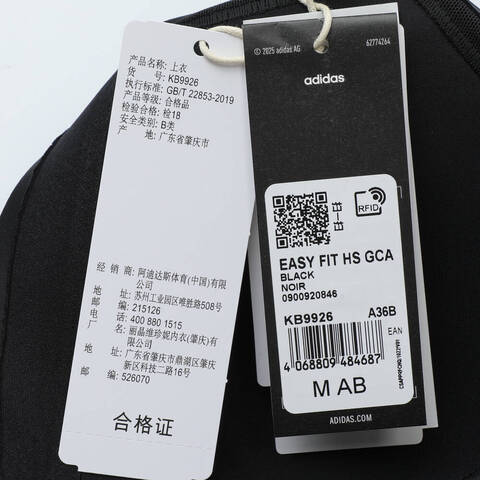 产品名称: 上衣
货 号: KB9926
执行标准: GB/T 22853-2019
产品等级: 合格品
检验合格: 检18
安全类别: B类
产 地: 广东省肇庆市
经 销 商: 阿迪达斯体育(中国)有限
公司
地 址: 苏州工业园区唯胜路508号
邮 编: 215126
电 话: 400 880 1515
厂 名: 丽晶维珍妮内衣(肇庆)有
限公司
地 址: 广东省肇庆市鼎湖区肇庆
新区科技二路16号
邮 编: 526070
合格证
© 2025 adidas AG
62774264
adidas
E1-E1
RFID
EASY FIT HS GCA
BLACK
NOIR
0900920846
KB9926 A36B
EAN
4 068809 484687
M AB
ADIDAS.COM